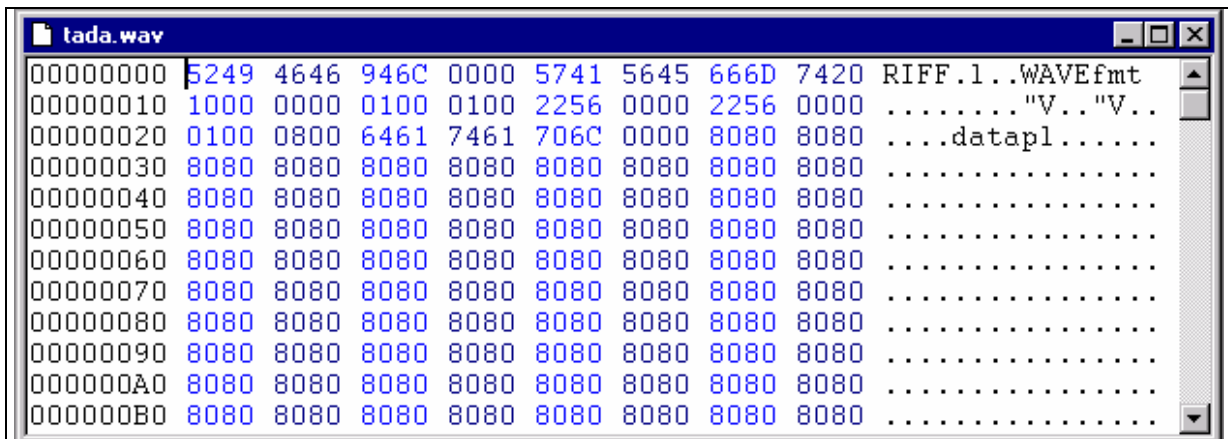 tada.wav
00000000 5249 4646 946C 0000 5741 5645 666D 7420 RIFF.l..WAVEfmt
00000010 1000 0000 0100 0100 2256 0000 2256 0000 ........"V.."V..
00000020 0100 0800 6461 7461 706C 0000 8080 8080 ....datapl......
00000030 8080 8080 8080 8080 8080 8080 8080 8080 ................
00000040 8080 8080 8080 8080 8080 8080 8080 8080 ................
00000050 8080 8080 8080 8080 8080 8080 8080 8080 ................
00000060 8080 8080 8080 8080 8080 8080 8080 8080 ................
00000070 8080 8080 8080 8080 8080 8080 8080 8080 ................
00000080 8080 8080 8080 8080 8080 8080 8080 8080 ................
00000090 8080 8080 8080 8080 8080 8080 8080 8080 ................
000000A0 8080 8080 8080 8080 8080 8080 8080 8080 ................
000000B0 8080 8080 8080 8080 8080 8080 8080 8080 ................